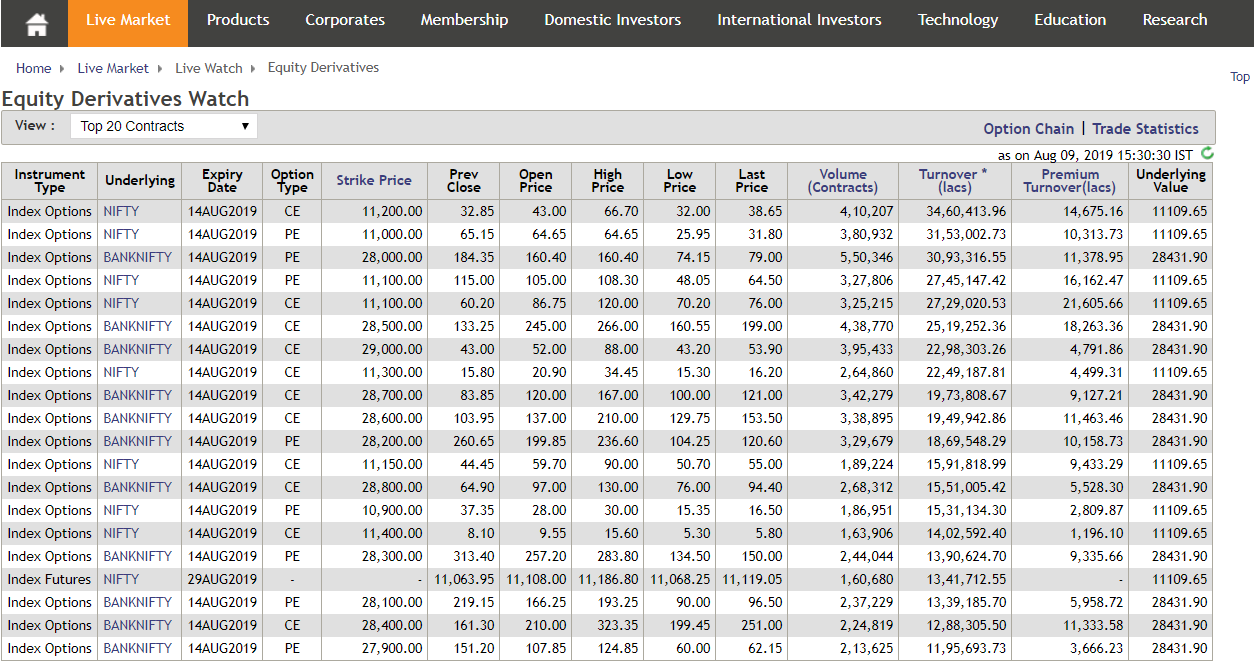 Live Market Products Corporates Membership Domestic Investors International Investors Technology Education Research
Home Live Market Live Watch Equity Derivatives
Top
Equity Derivatives Watch
View : Top 20 Contracts Option Chain | Trade Statistics
as on Aug 09, 2019 15:30:30 IST
Instrument Type Underlying Expiry Date Option Type Strike Price Prev Close Open Price High Price Low Price Last Price Volume (Contracts) Turnover * (lacs) Premium Turnover(lacs) Underlying Value
Index Options NIFTY 14AUG2019 CE 11,200.00 32.85 43.00 66.70 32.00 38.65 4,10,207 34,60,413.96 14,675.16 11109.65
Index Options NIFTY 14AUG2019 PE 11,000.00 65.15 64.65 64.65 25.95 31.80 3,80,932 31,53,002.73 10,313.73 11109.65
Index Options BANKNIFTY 14AUG2019 PE 28,000.00 184.35 160.40 160.40 74.15 79.00 5,50,346 30,93,316.55 11,378.95 28431.90
Index Options NIFTY 14AUG2019 PE 11,100.00 115.00 105.00 108.30 48.05 64.50 3,27,806 27,45,147.42 16,162.47 11109.65
Index Options NIFTY 14AUG2019 CE 11,100.00 60.20 86.75 120.00 70.20 76.00 3,25,215 27,29,020.53 21,605.66 11109.65
Index Options BANKNIFTY 14AUG2019 CE 28,500.00 133.25 245.00 266.00 160.55 199.00 4,38,770 25,19,252.36 18,263.36 28431.90
Index Options BANKNIFTY 14AUG2019 CE 29,000.00 43.00 52.00 88.00 43.20 53.90 3,95,433 22,98,303.26 4,791.86 28431.90
Index Options NIFTY 14AUG2019 CE 11,300.00 15.80 20.90 34.45 15.30 16.20 2,64,860 22,49,187.81 4,499.31 11109.65
Index Options BANKNIFTY 14AUG2019 CE 28,700.00 83.85 120.00 167.00 100.00 121.00 3,42,279 19,73,808.67 9,127.21 28431.90
Index Options BANKNIFTY 14AUG2019 CE 28,600.00 103.95 137.00 210.00 129.75 153.50 3,38,895 19,49,942.86 11,463.46 28431.90
Index Options BANKNIFTY 14AUG2019 PE 28,200.00 260.65 199.85 236.60 104.25 120.60 3,29,679 18,69,548.29 10,158.73 28431.90
Index Options NIFTY 14AUG2019 CE 11,150.00 44.45 59.70 90.00 50.70 55.00 1,89,224 15,91,818.99 9,433.29 11109.65
Index Options BANKNIFTY 14AUG2019 CE 28,800.00 64.90 97.00 130.00 76.00 94.40 2,68,312 15,51,005.42 5,528.30 28431.90
Index Options NIFTY 14AUG2019 PE 10,900.00 37.35 28.00 30.00 15.35 16.50 1,86,951 15,31,134.30 2,809.87 11109.65
Index Options NIFTY 14AUG2019 CE 11,400.00 8.10 9.55 15.60 5.30 5.80 1,63,906 14,02,592.40 1,196.10 11109.65
Index Options BANKNIFTY 14AUG2019 PE 28,300.00 313.40 257.20 283.80 134.50 150.00 2,44,044 13,90,624.70 9,335.66 28431.90
Index Futures NIFTY 29AUG2019 - - 11,063.95 11,108.00 11,186.80 11,068.25 11,119.05 1,60,680 13,41,712.55 - 11109.65
Index Options BANKNIFTY 14AUG2019 PE 28,100.00 219.15 166.25 193.25 90.00 96.50 2,37,229 13,39,185.70 5,958.72 28431.90
Index Options BANKNIFTY 14AUG2019 CE 28,400.00 161.30 210.00 323.35 199.45 251.00 2,24,819 12,88,305.50 11,333.58 28431.90
Index Options BANKNIFTY 14AUG2019 PE 27,900.00 151.20 107.85 124.85 60.00 62.15 2,13,625 11,95,693.73 3,666.23 28431.90